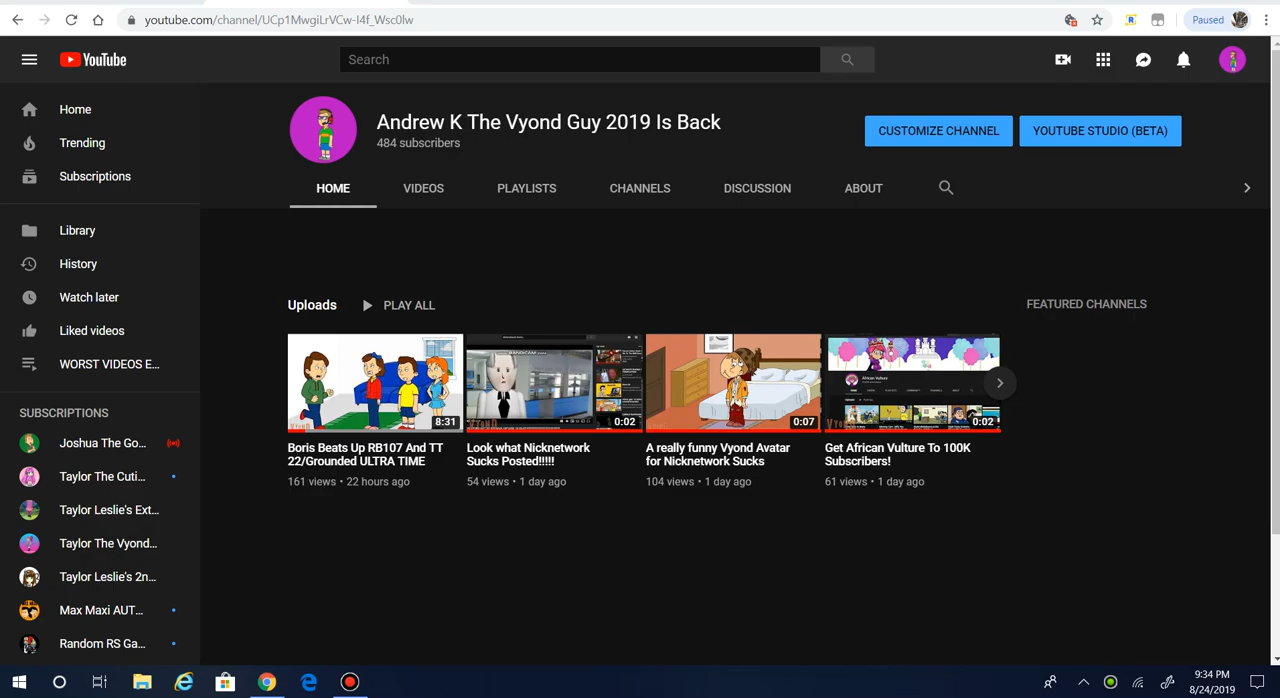 youtube.com/channel/UCp1MwgiLrVCw-I4f_Wsc0lw
Paused
YouTube
Search
Home
Trending
Subscriptions
Library
History
Watch later
Liked videos
WORST VIDEOS E...
SUBSCRIPTIONS
Joshua The Go...
Taylor The Cuti...
Taylor Leslie's Ext...
Taylor The Vyond...
Taylor Leslie's 2n...
Max Maxi AUT...
Random RS Ga...
Andrew K The Vyond Guy 2019 Is Back
484 subscribers
CUSTOMIZE CHANNEL
YOUTUBE STUDIO (BETA)
HOME VIDEOS PLAYLISTS CHANNELS DISCUSSION ABOUT
Uploads PLAY ALL
FEATURED CHANNELS
8:31
0:02
0:07
African Vulture
0:02
Boris Beats Up RB107 And TT
22/Grounded ULTRA TIME
161 views • 22 hours ago
Look what Nicknetwork
Sucks Posted!!!!!
54 views • 1 day ago
A really funny Vyond Avatar
for Nicknetwork Sucks
104 views • 1 day ago
Get African Vulture To 100K
Subscribers!
61 views • 1 day ago
9:34 PM
8/24/2019